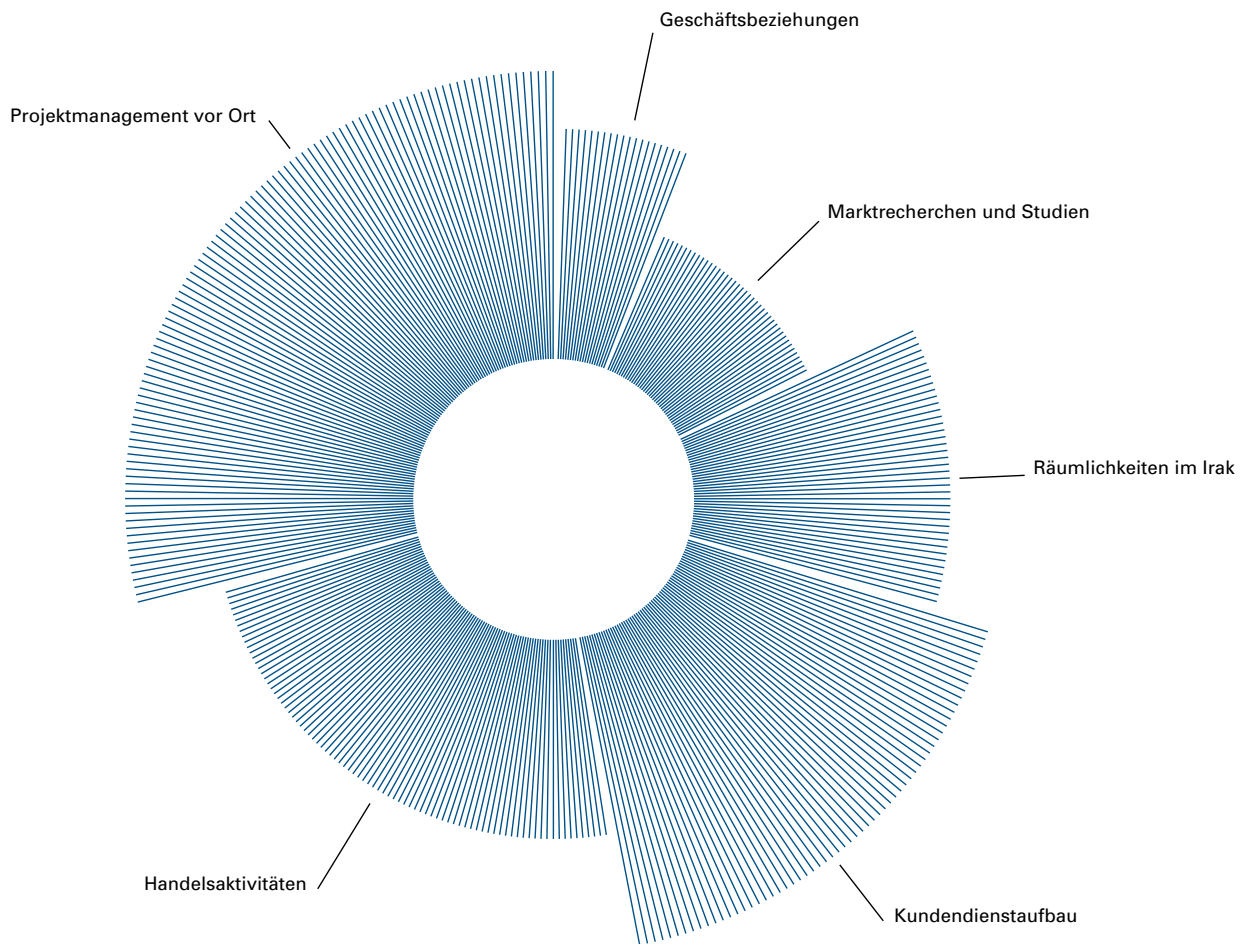 Geschäftsbeziehungen
Projektmanagement vor Ort
Marktrecherchen und Studien
Räumlichkeiten im Irak
Handelsaktivitäten
Kundendienstaufbau